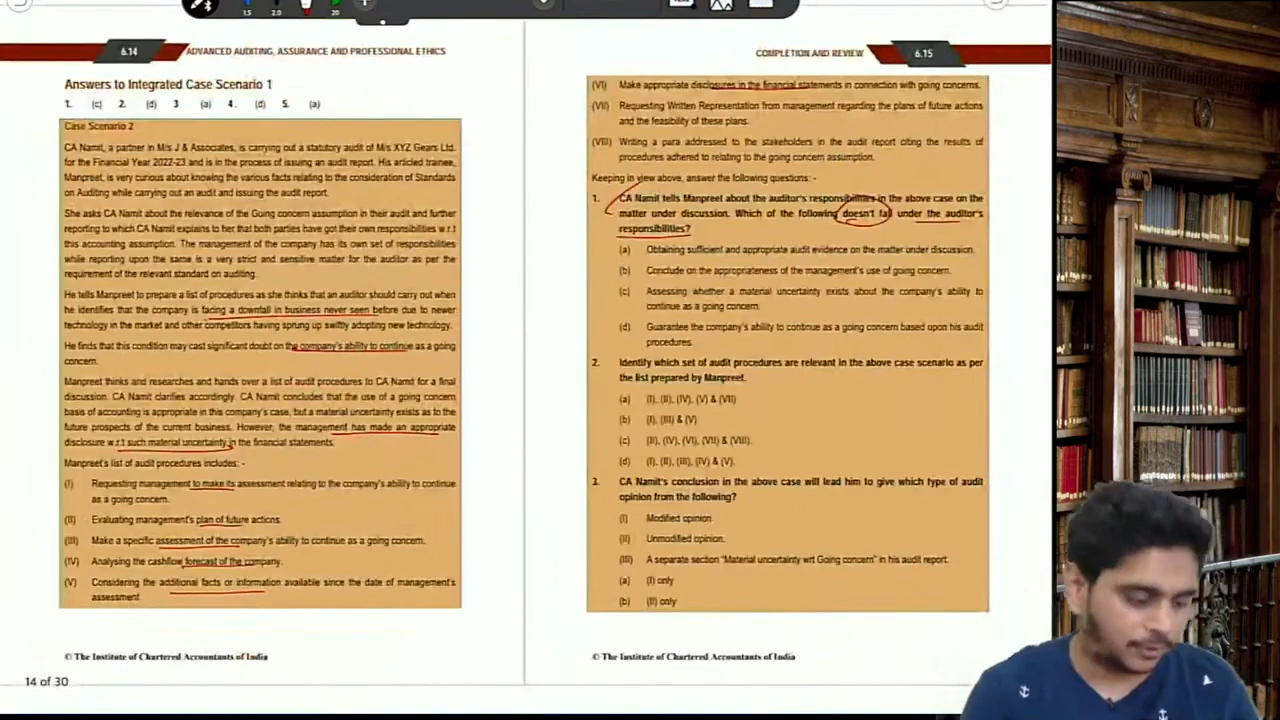 1.5
2.0
20
6.14
ADVANCED AUDITING, ASSURANCE AND PROFESSIONAL ETHICS
Answers to Integrated Case Scenario 1
1. (c) 2. (d) 3 (a) 4. (d) 5. (a)
Case Scenario 2
CA Namit, a partner in M/s J & Associates, is carrying out a statutory audit of M/s XYZ Gears Ltd.
for the Financial Year 2022-23 and is in the process of issuing an audit report. His articled trainee,
Manpreet, is very curious about knowing the various facts relating to the consideration of Standards
on Auditing while carrying out an audit and issuing the audit report.
She asks CA Namit about the relevance of the Going concern assumption in their audit and further
reporting to which CA Namit explains to her that both parties have got their own responsibilities w.r.t
this accounting assumption. The management of the company has its own set of responsibilities
while reporting upon the same is a very strict and sensitive matter for the auditor as per the
requirement of the relevant standard on auditing.
He tells Manpreet to prepare a list of procedures as she thinks that an auditor should carry out when
he identifies that the company is facing a downfall in business never seen before due to newer
technology in the market and other competitors having sprung up swiftly adopting new technology.
He finds that this condition may cast significant doubt on the company's ability to continue as a going
concern.
Manpreet thinks and researches and hands over a list of audit procedures to CA Namit for a final
discussion. CA Namit clarifies accordingly. CA Namit concludes that the use of a going concern
basis of accounting is appropriate in this company's case, but a material uncertainty exists as to the
future prospects of the current business. However, the management has made an appropriate
disclosure w.r.t such material uncertainty in the financial statements.
Manpreet's list of audit procedures includes: -
(I) Requesting management to make its assessment relating to the company's ability to continue
as a going concern.
(II) Evaluating management's plan of future actions.
(III) Make a specific assessment of the company's ability to continue as a going concern.
(IV) Analysing the cashflow forecast of the company.
(V) Considering the additional facts or information available since the date of management's
assessment
© The Institute of Chartered Accountants of India
14 of 30
COMPLETION AND REVIEW
6.15
(VI) Make appropriate disclosures in the financial statements in connection with going concerns.
(VII) Requesting Written Representation from management regarding the plans of future actions
and the feasibility of these plans.
(VIII) Writing a para addressed to the stakeholders in the audit report citing the results of
procedures adhered to relating to the going concern assumption.
Keeping in view above, answer the following questions: -
1. CA Namit tells Manpreet about the auditor's responsibilities in the above case on the
matter under discussion. Which of the following doesn't fall under the auditor's
responsibilities?
(a) Obtaining sufficient and appropriate audit evidence on the matter under discussion.
(b) Conclude on the appropriateness of the management's use of going concern.
(c) Assessing whether a material uncertainty exists about the company's ability to
continue as a going concern.
(d) Guarantee the company's ability to continue as a going concern based upon his audit
procedures.
2. Identify which set of audit procedures are relevant in the above case scenario as per
the list prepared by Manpreet.
(a) (I), (II), (IV), (V) & (VII)
(b) (I), (III) & (V)
(c) (II), (IV), (VI), (VII) & (VIII).
(d) (I), (II), (III), (IV) & (V).
3. CA Namit's conclusion in the above case will lead him to give which type of audit
opinion from the following?
(I) Modified opinion
(II) Unmodified opinion.
(III) A separate section "Material uncertainty wrt Going concern" in his audit report.
(a) (I) only
(b) (II) only
© The Institute of Chartered Accountants of India